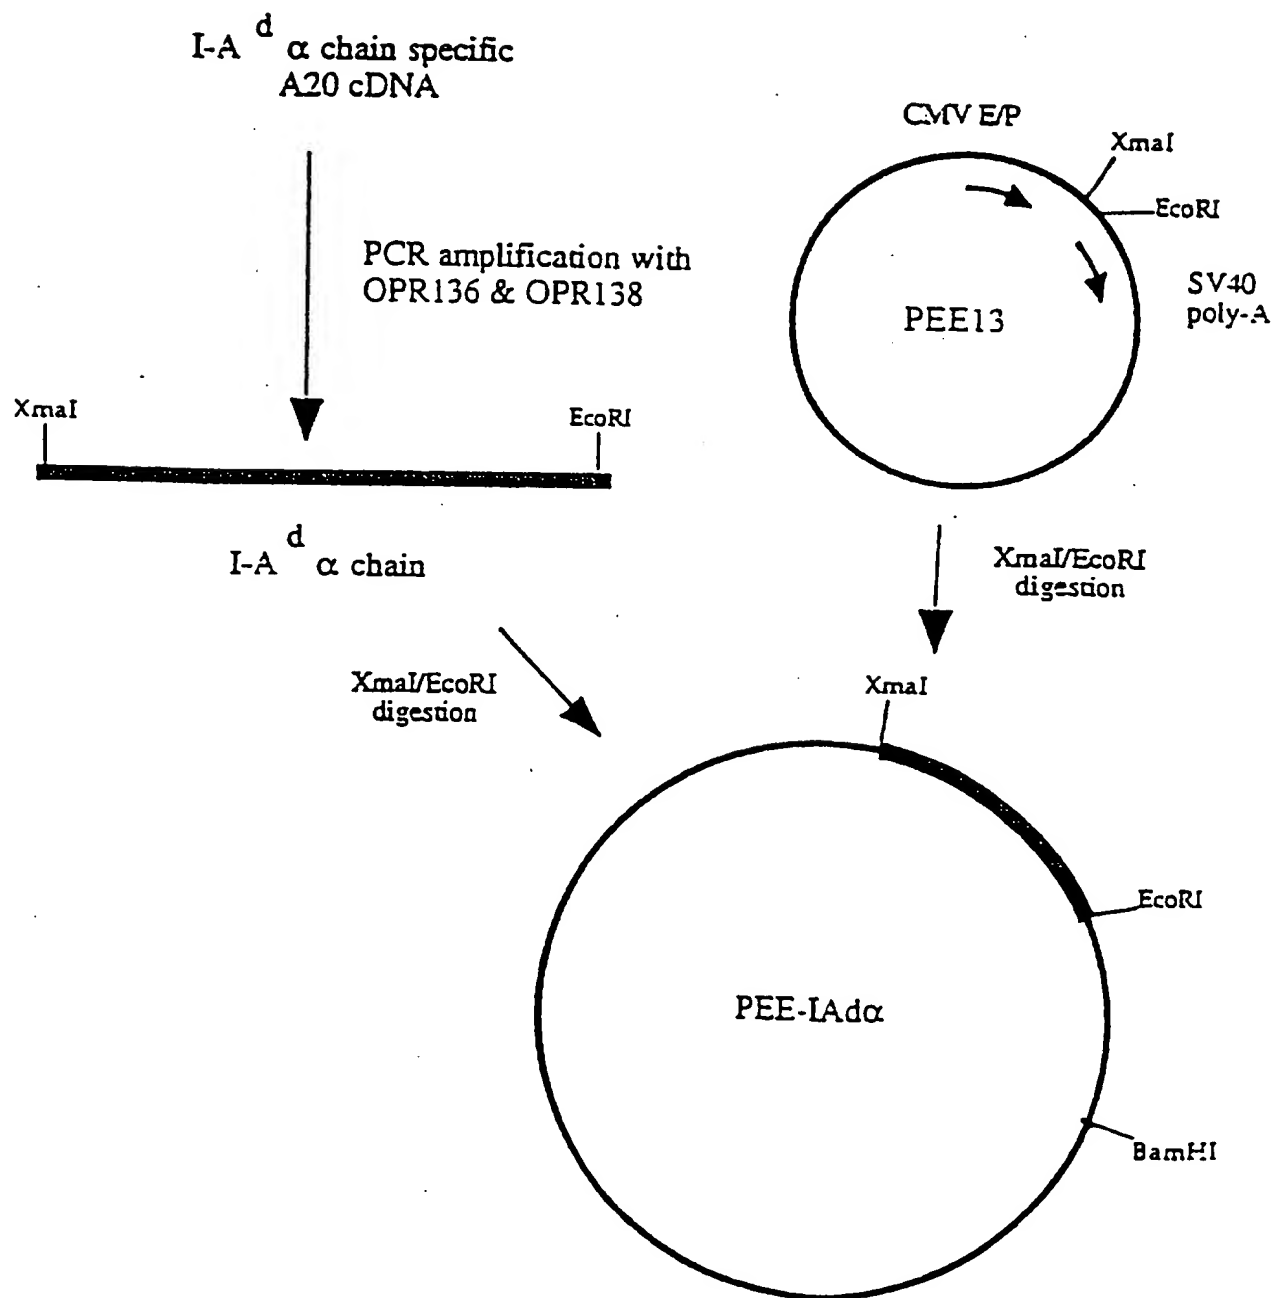 I-A d α chain specific
A20 cDNA
CMV E/P
XmaI
EcoRI
PCR amplification with
OPR136 & OPR138
SV40
poly-A
PEE13
XmaI
EcoRI
I-A d α chain
XmaI/EcoRI
digestion
XmaI/EcoRI
digestion
XmaI
EcoRI
PEE-IAdα
BamHI